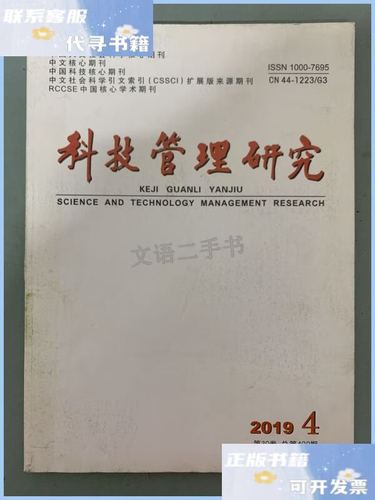 联系客服
代寻书籍
中文核心期刊
中国科技核心期刊
中文社会科学引文索引(CSSCI)扩展版来源期刊
RCCSE中国核心学术期刊
ISSN 1000-7695
CN 44-1223/G3
科技管理研究
KEJI GUANLI YANJIU
SCIENCE AND TECHNOLOGY MANAGEMENT RESEARCH
文语二手书
2019 4
正版书籍
可开发票